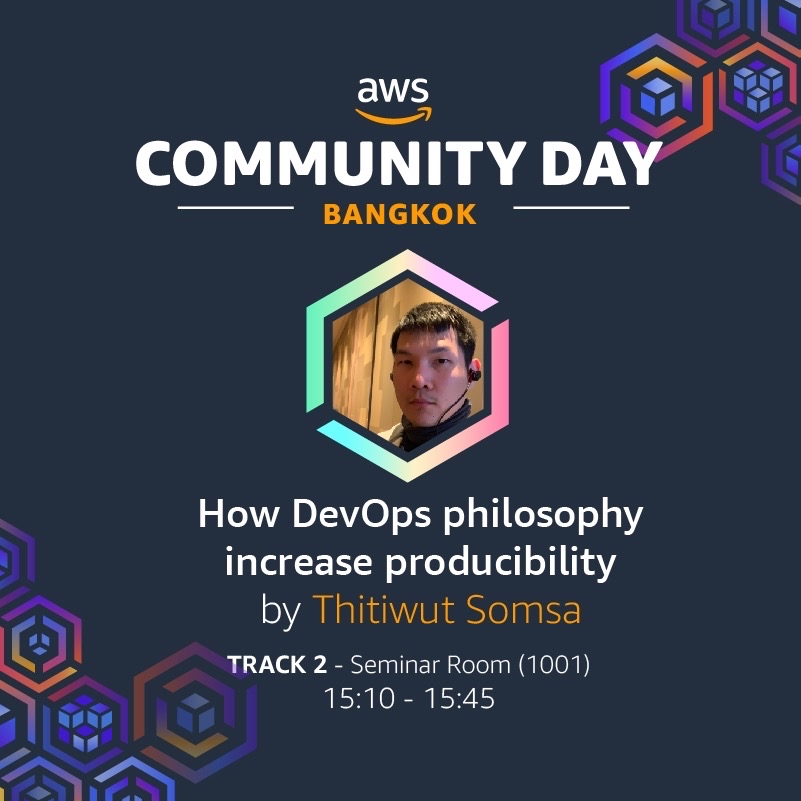 aws
COMMUNITY DAY
BANGKOK
How DevOps philosophy
increase producibility
by Thitiwut Somsa
TRACK 2 - Seminar Room (1001)
15:10 - 15:45